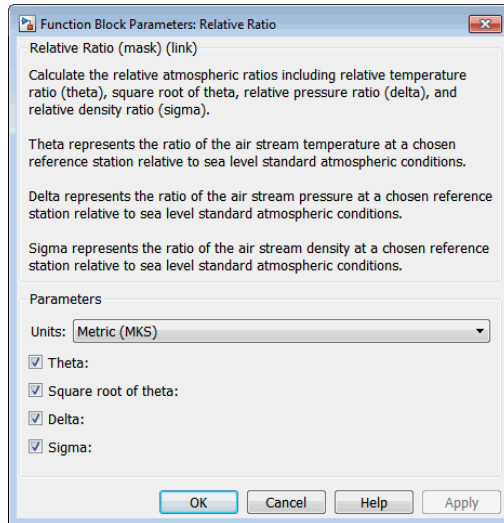 Function Block Parameters: Relative Ratio
Relative Ratio (mask) (link)
Calculate the relative atmospheric ratios including relative temperature
ratio (theta), square root of theta, relative pressure ratio (delta), and
relative density ratio (sigma).
Theta represents the ratio of the air stream temperature at a chosen
reference station relative to sea level standard atmospheric conditions.
Delta represents the ratio of the air stream pressure at a chosen reference
station relative to sea level standard atmospheric conditions.
Sigma represents the ratio of the air stream density at a chosen reference
station relative to sea level standard atmospheric conditions.
Parameters
Units: Metric (MKS)
Theta:
Square root of theta:
Delta:
Sigma:
OK Cancel Help Apply